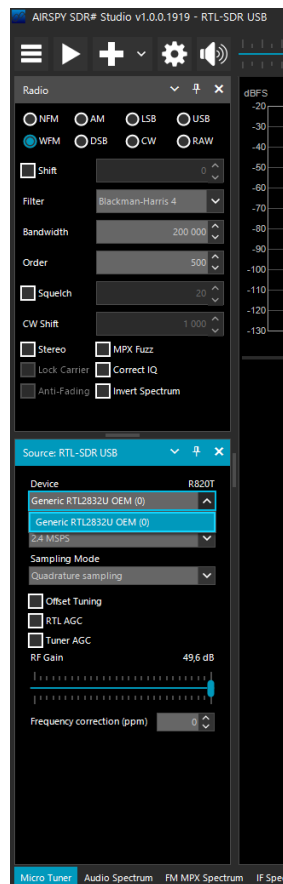 AIRSPY SDR# Studio v1.0.0.1919 - RTL-SDR USB
Radio
NFM AM LSB USB
WFM DSB CW RAW
Shift 0
Filter Blackman-Harris 4
Bandwidth 200 000
Order 500
Squelch 20
CW Shift 1 000
Stereo MPX Fuzz
Lock Carrier Correct IQ
Anti-Fading Invert Spectrum
dBFS
-20
-30
-40
-50
-60
-70
-80
-90
-100
-110
-120
-130
Source: RTL-SDR USB
Device R820T
Generic RTL2832U OEM (0)
Generic RTL2832U OEM (0)
2.4 MSPS
Sampling Mode
Quadrature sampling
Offset Tuning
RTL AGC
Tuner AGC
RF Gain 49,6 dB
Frequency correction (ppm) 0
Micro Tuner Audio Spectrum FM MPX Spectrum IF Spe